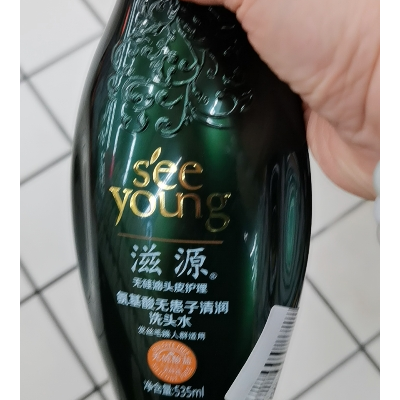 see
young
滋源®
无硅油头皮护理
氨基酸无患子清润
洗头水
净含量:535ml